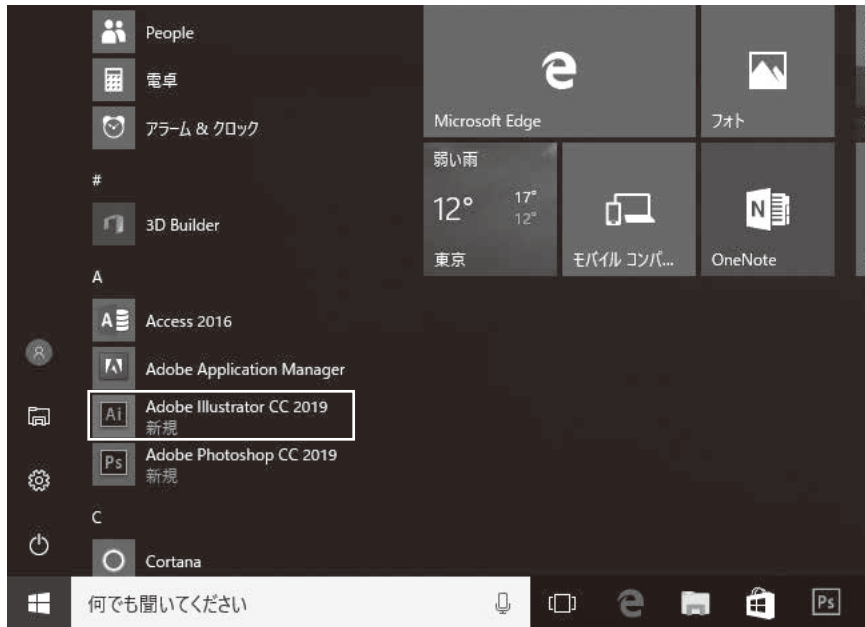 People
電卓
アラーム & クロック
#
3D Builder
A
Access 2016
Adobe Application Manager
Adobe Illustrator CC 2019
新規
Adobe Photoshop CC 2019
新規
C
Cortana
何でも聞いてください
Microsoft Edge
フォト
弱い雨
12° 17°
12°
東京
モバイル コンパ...
OneNote
Ai
Ps
Ps